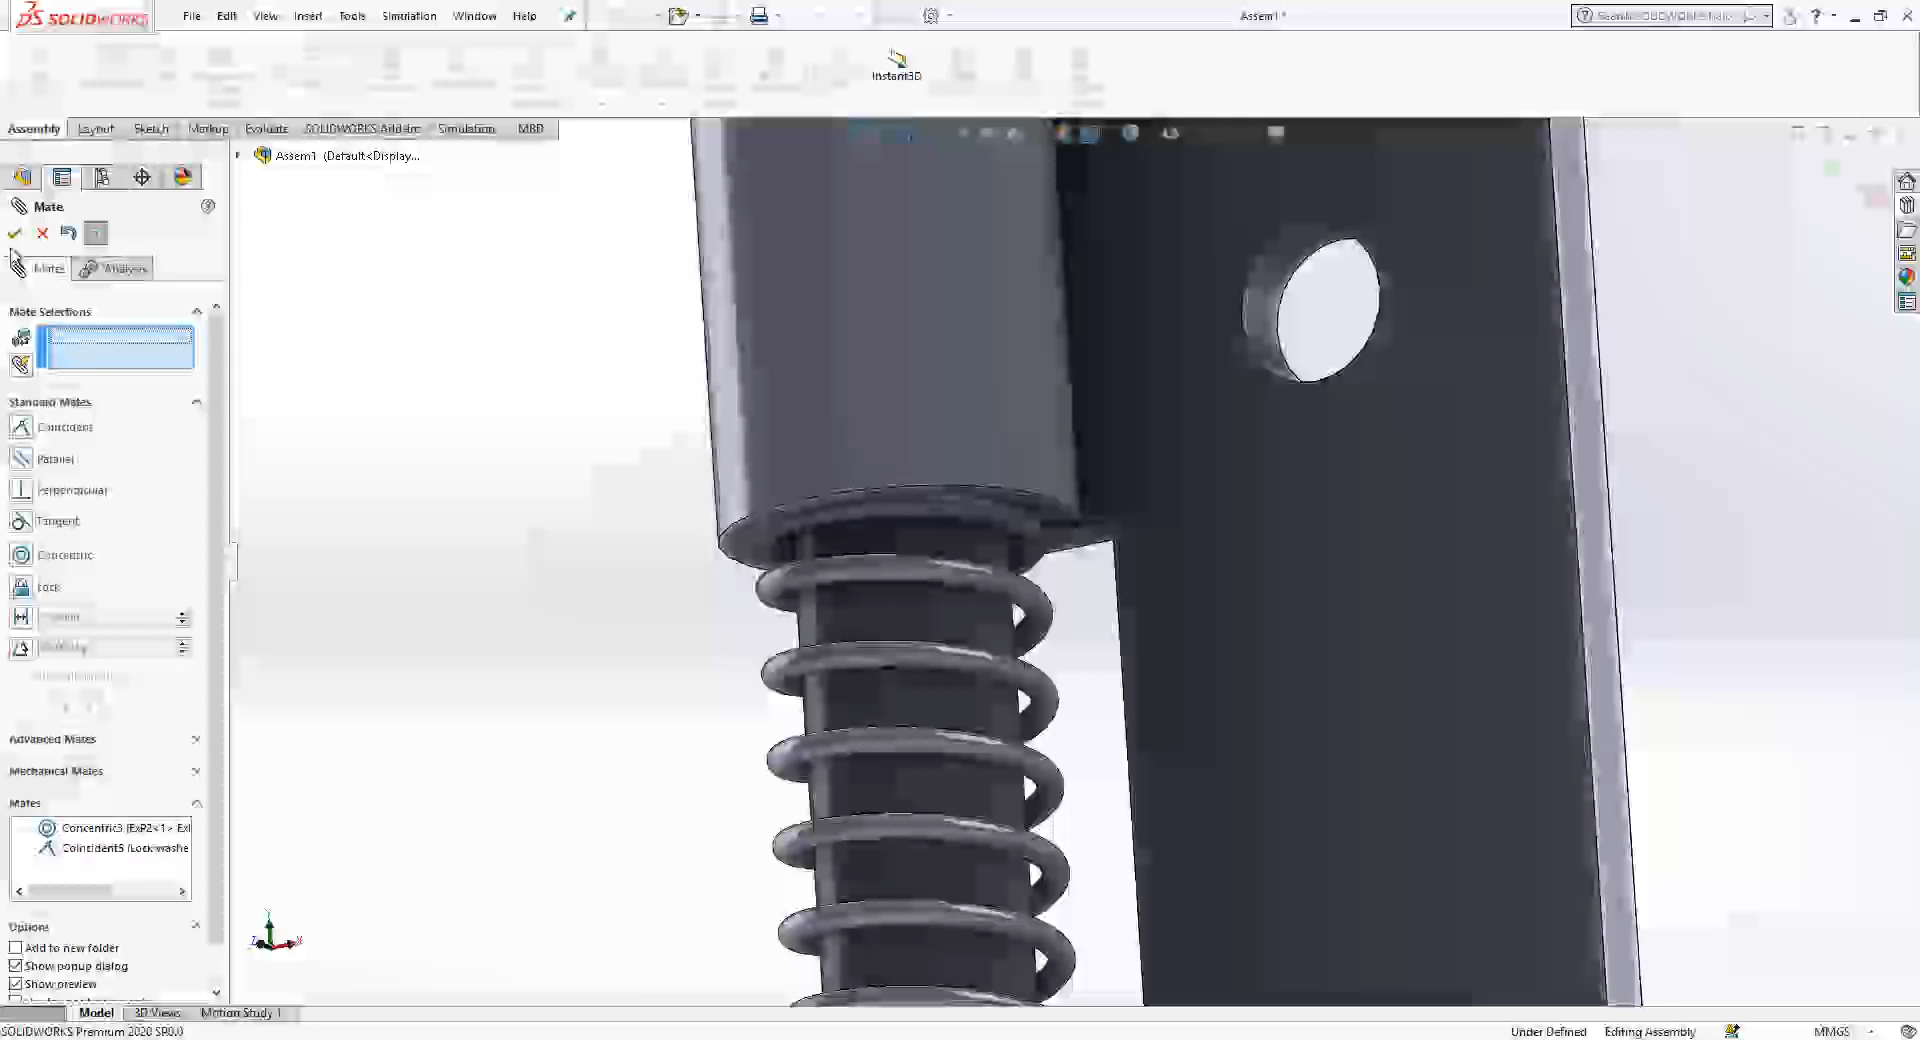 SOLIDWORKS
File Edit View Insert Tools Simulation Window Help
Assem1 *
Instant3D
Assembly Layout Sketch Markup Evaluate SOLIDWORKS Add-Ins Simulation MBD
Assem1 (Default<Display...
Mate
Mates Analysis
Mate Selections
Standard Mates
Coincident
Parallel
Perpendicular
Tangent
Concentric
Lock
Advanced Mates
Mechanical Mates
Mates
Concentric3 (ExP2<1>
Coincident5 (Lock washe
Options
Add to new folder
Show popup dialog
Show preview
Model 3D Views Motion Study 1
SOLIDWORKS Premium 2020 SP0.0
Under Defined Editing Assembly MMGS